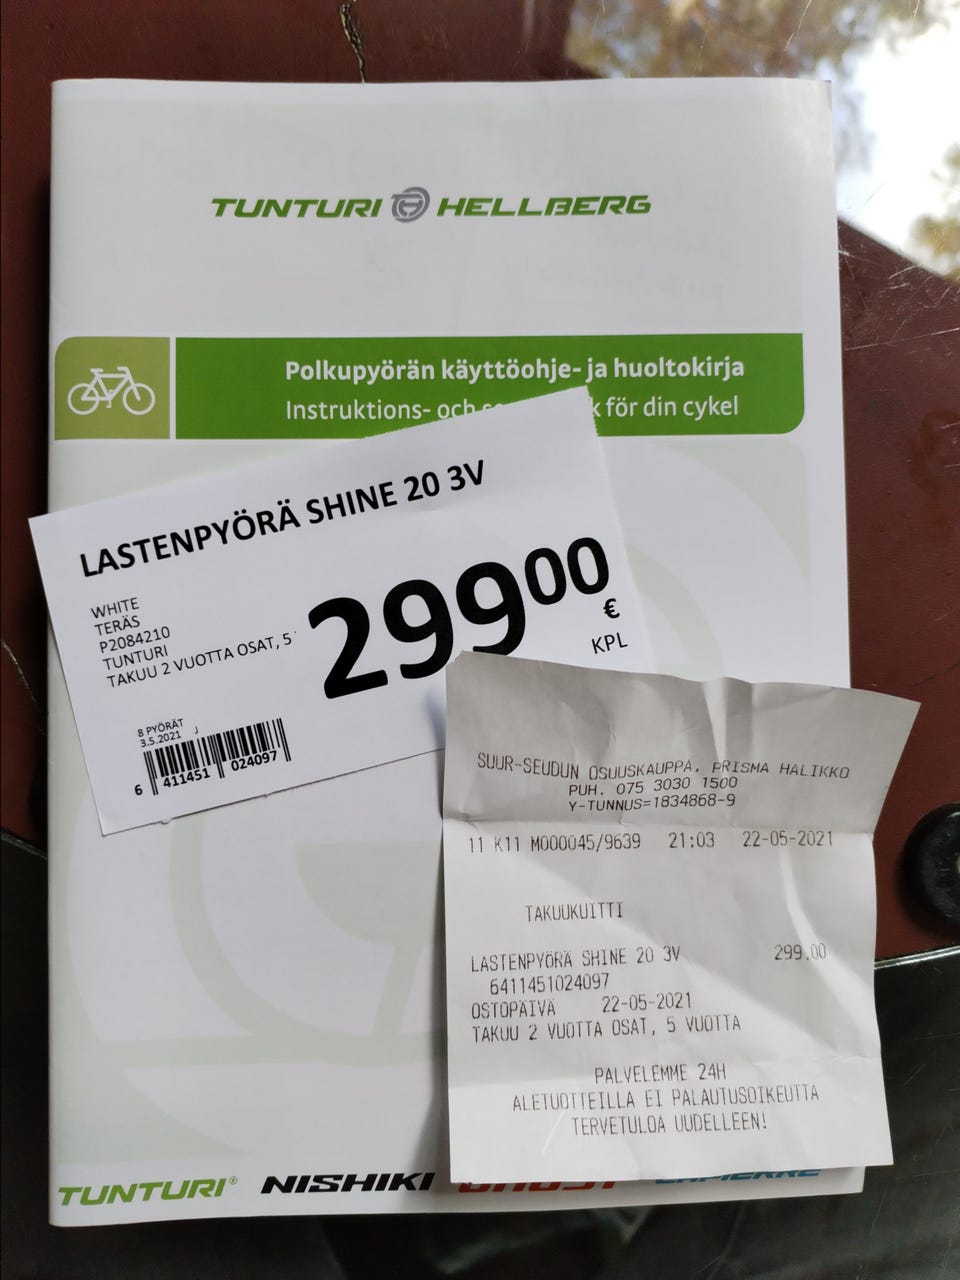 TUNTURI HELLBERG
Polkupyörän käyttöohje- ja huoltokirja
Instruktions- och för din cykel
LASTENPYÖRÄ SHINE 20 3V
WHITE
TERÄS
P2084210
TUNTURI
TAKUU 2 VUOTTA OSAT, 5
29900
€
KPL
8 PYÖRÄT J
3.5.2021
6 411451 024097
SUUR-SEUDUN OSUUSKAUPPA, PRISMA HALIKKO
PUH. 075 3030 1500
Y-TUNNUS=1834868-9
11 K11 M000045/9639 21:03 22-05-2021
TAKUUKUITTI
LASTENPYÖRÄ SHINE 20 3V 299.00
6411451024097
OSTOPÄIVÄ 22-05-2021
TAKUU 2 VUOTTA OSAT, 5 VUOTTA
PALVELEMME 24H
ALETUOTTEILLA EI PALAUTUSOIKEUTTA
TERVETULOA UUDELLEEN!
TUNTURI® NISHIKI